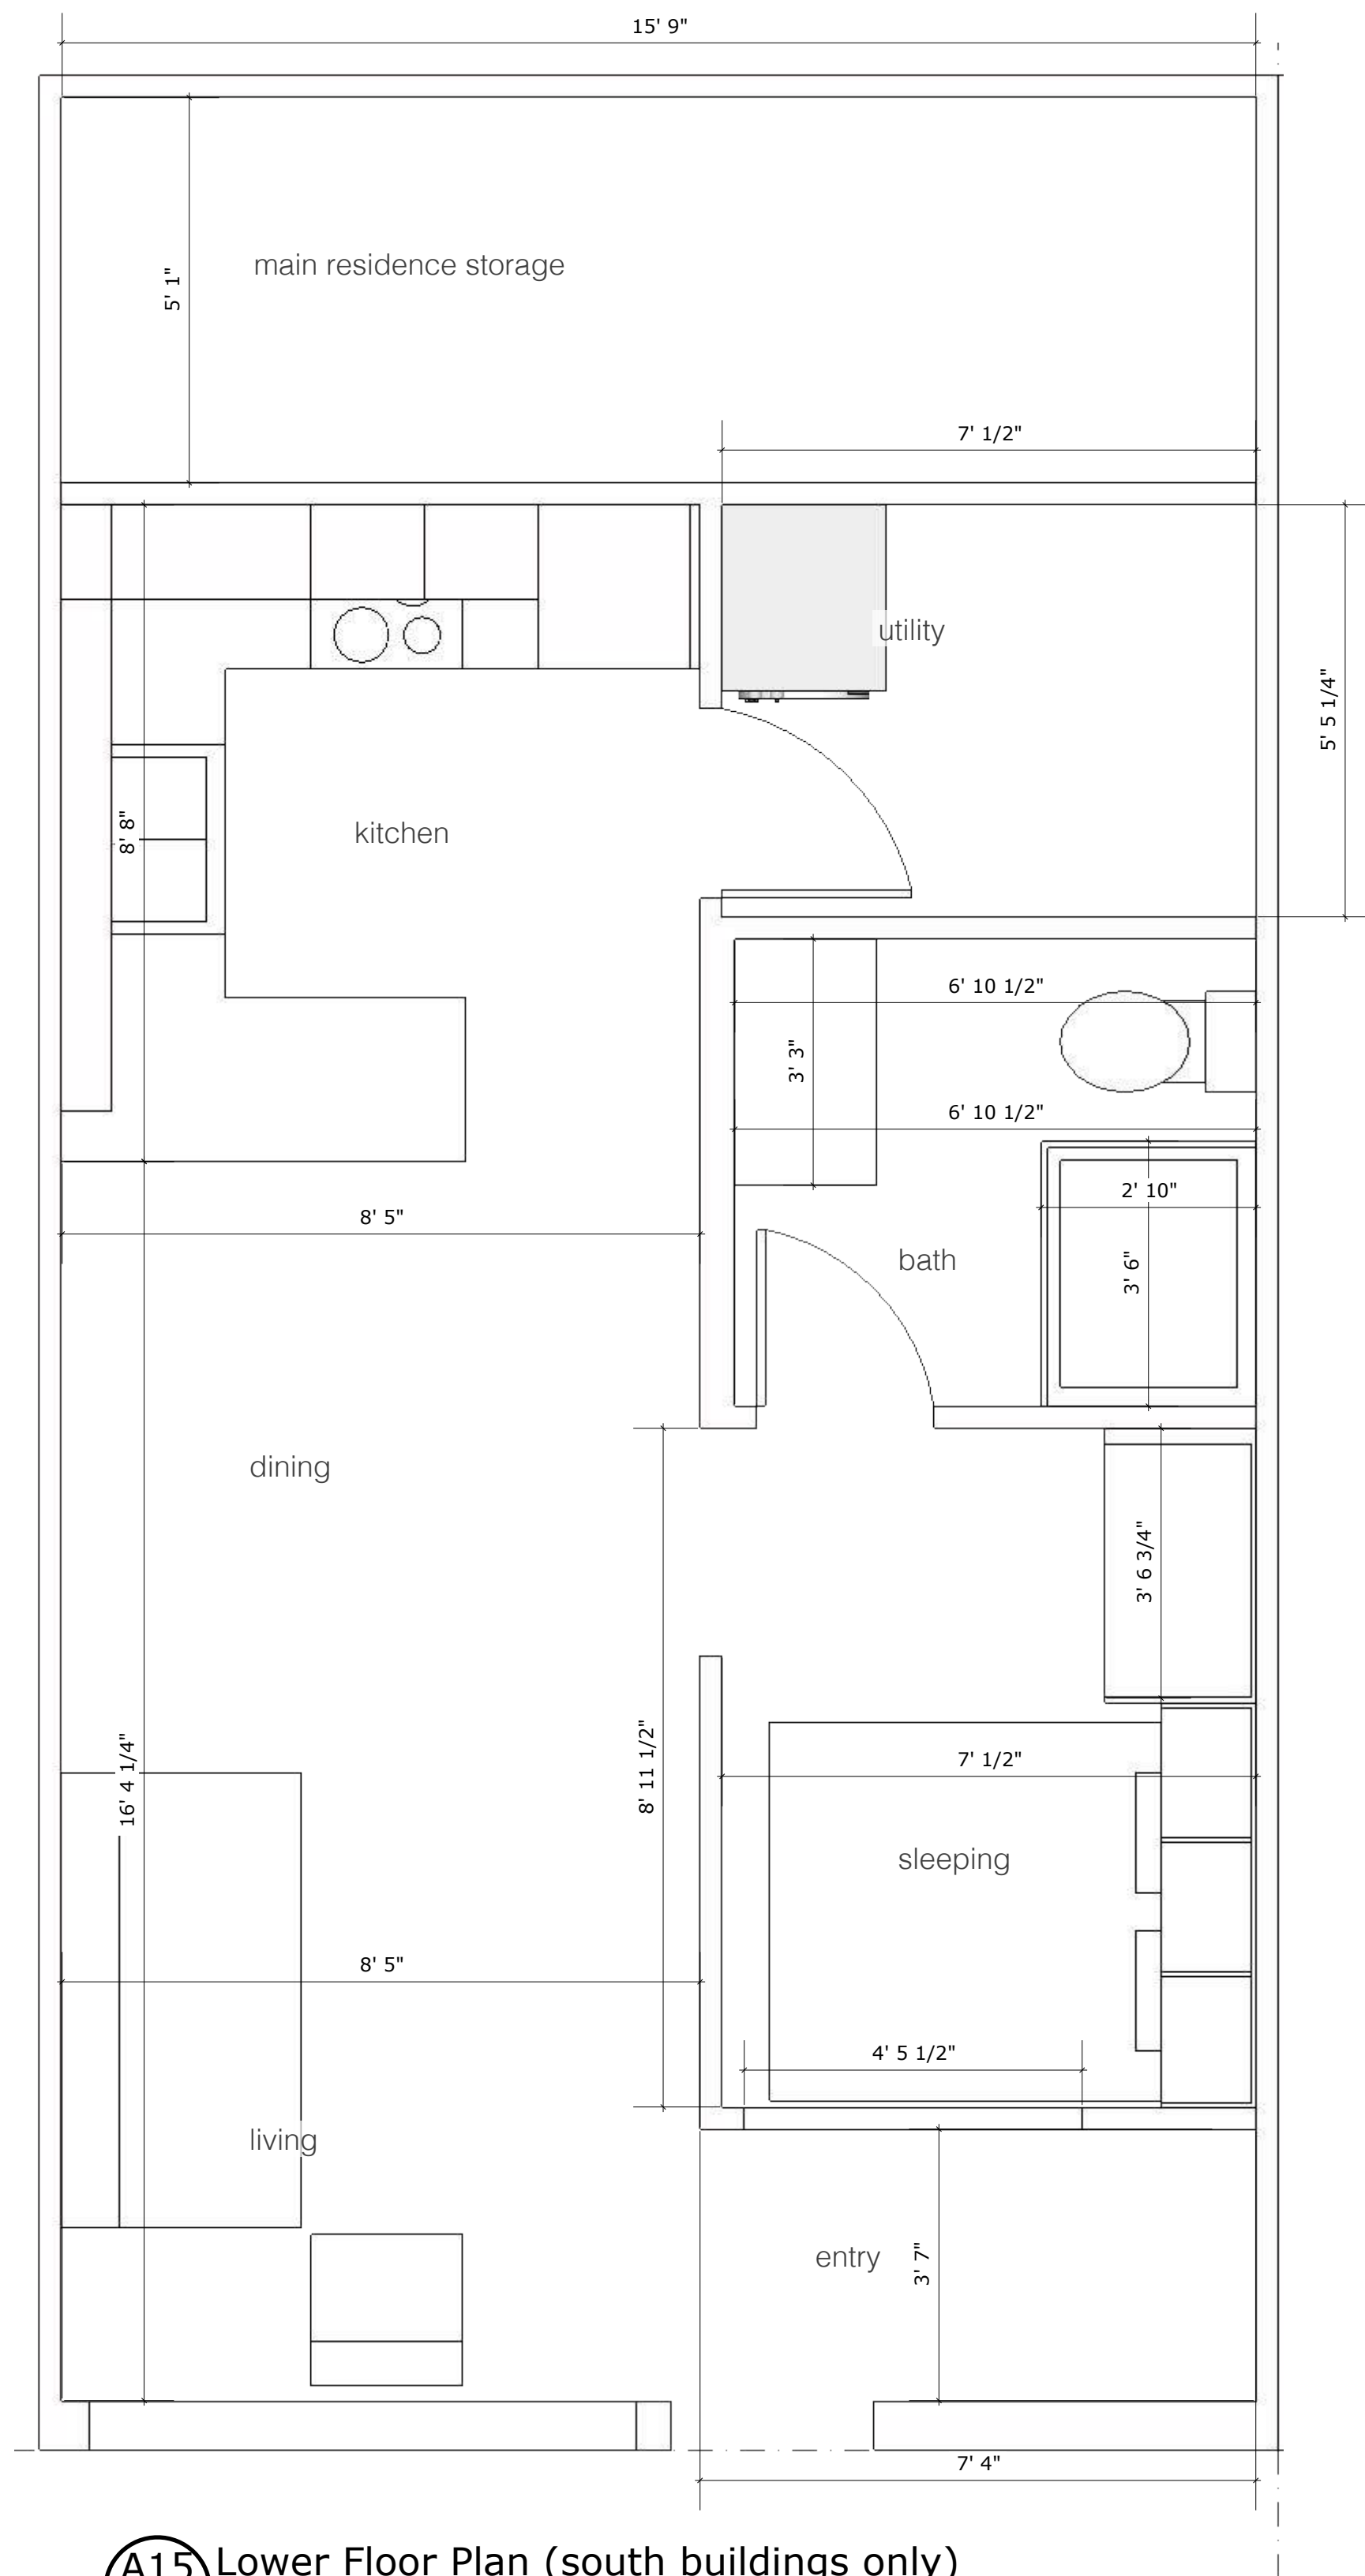 15' 9"
main residence storage
5' 1"
7' 1/2"
utility
5' 5 1/4"
8' 8"
kitchen
6' 10 1/2"
3' 3"
6' 10 1/2"
2' 10"
8' 5"
bath
3' 6"
dining
3' 6 3/4"
16' 4 1/4"
8' 11 1/2"
7' 1/2"
sleeping
8' 5"
4' 5 1/2"
living
entry
3' 7"
7' 4"
A15 Lower Floor Plan (south buildings only)